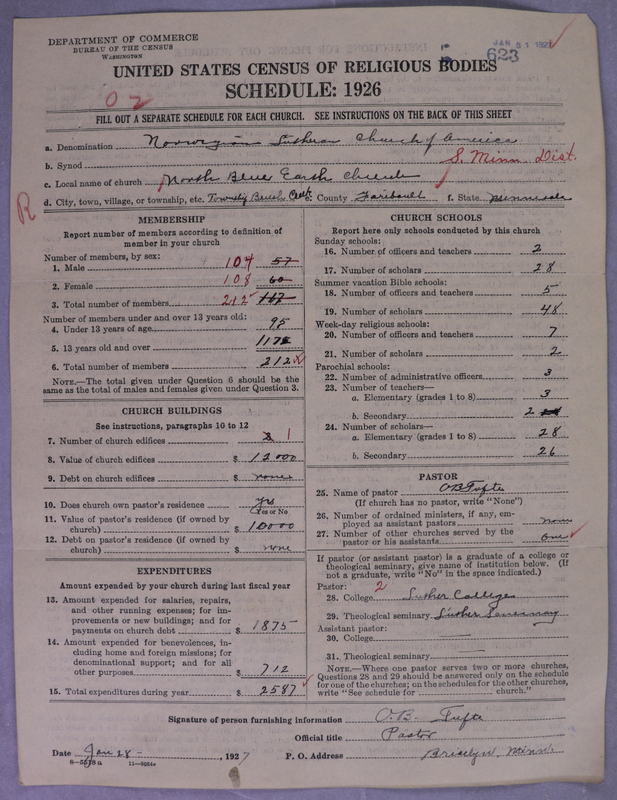 DEPARTMENT OF COMMERCE
BUREAU OF THE CENSUS
WASHINGTON
JAN 31 1927
623
UNITED STATES CENSUS OF RELIGIOUS BODIES
SCHEDULE: 1926
02
FILL OUT A SEPARATE SCHEDULE FOR EACH CHURCH. SEE INSTRUCTIONS ON THE BACK OF THIS SHEET
a. Denomination Norwegian Lutheran Church of America
b. Synod S. Minn. Dist.
c. Local name of church North Blue Earth Church
R
d. City, town, village, or township, etc. Township e. County Faribault f. State Minnesota
MEMBERSHIP
Report number of members according to definition of member in your church
Number of members, by sex:
1. Male 104 57
2. Female 108 60
3. Total number of members 212 117
Number of members under and over 13 years old:
4. Under 13 years of age 95
5. 13 years old and over 117
6. Total number of members 212
NOTE.—The total given under Question 6 should be the same as the total of males and females given under Question 3.
CHURCH BUILDINGS
See instructions, paragraphs 10 to 12
7. Number of church edifices 1
8. Value of church edifices $ 12000
9. Debt on church edifices $ none
10. Does church own pastor's residence yes
Yes or No
11. Value of pastor's residence (if owned by church) $ 10000
12. Debt on pastor's residence (if owned by church) $ none
EXPENDITURES
Amount expended by your church during last fiscal year
13. Amount expended for salaries, repairs, and other running expenses; for improvements or new buildings; and for payments on church debt $ 1875
14. Amount expended for benevolences, including home and foreign missions; for denominational support; and for all other purposes $ 712
15. Total expenditures during year $ 2587
CHURCH SCHOOLS
Report here only schools conducted by this church
Sunday schools:
16. Number of officers and teachers 2
17. Number of scholars 28
Summer vacation Bible schools:
18. Number of officers and teachers 5
19. Number of scholars 48
Week-day religious schools:
20. Number of officers and teachers 7
21. Number of scholars 2
Parochial schools:
22. Number of administrative officers 3
23. Number of teachers—
a. Elementary (grades 1 to 8) 3
b. Secondary 2
24. Number of scholars—
a. Elementary (grades 1 to 8) 28
b. Secondary 26
PASTOR
25. Name of pastor O B Tufte
(If church has no pastor, write "None")
26. Number of ordained ministers, if any, employed as assistant pastors none
27. Number of other churches served by the pastor or his assistants one
If pastor (or assistant pastor) is a graduate of a college or theological seminary, give name of institution below. (If not a graduate, write "No" in the space indicated.)
Pastor: 2
28. College Luther College
29. Theological seminary Luther Seminary
Assistant pastor:
30. College
31. Theological seminary
NOTE.—Where one pastor serves two or more churches, Questions 28 and 29 should be answered only on the schedule for one of the churches; on the schedules for the other churches, write "See schedule for church."
Signature of person furnishing information O. B. Tufte
Official title Pastor
Date Jan 28 -, 1927 P. O. Address Bricelyn, Minn.
8-5518a 11-9264a